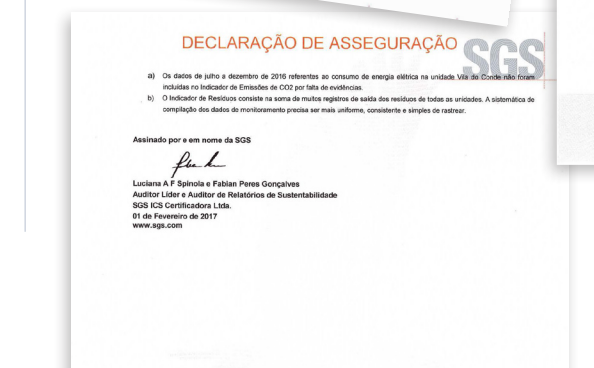 DECLARAÇÃO DE ASSEGURAÇÃO
SGS
a) Os dados de julho a dezembro de 2016 referentes ao consumo de energia elétrica na unidade Vila do Conde não foram
incluídas no Indicador de Emissões de CO2 por falta de evidências.
b) O Indicador de Resíduos consiste na soma de muitos registros de saída dos resíduos de todas as unidades. A sistemática de
compilação dos dados de monitoramento precisa ser mais uniforme, consistente e simples de rastrear.
Assinado por e em nome da SGS
Luciana A F Spinola e Fabian Peres Gonçalves
Auditor Líder e Auditor de Relatórios de Sustentabilidade
SGS ICS Certificadora Ltda.
01 de Fevereiro de 2017
www.sgs.com